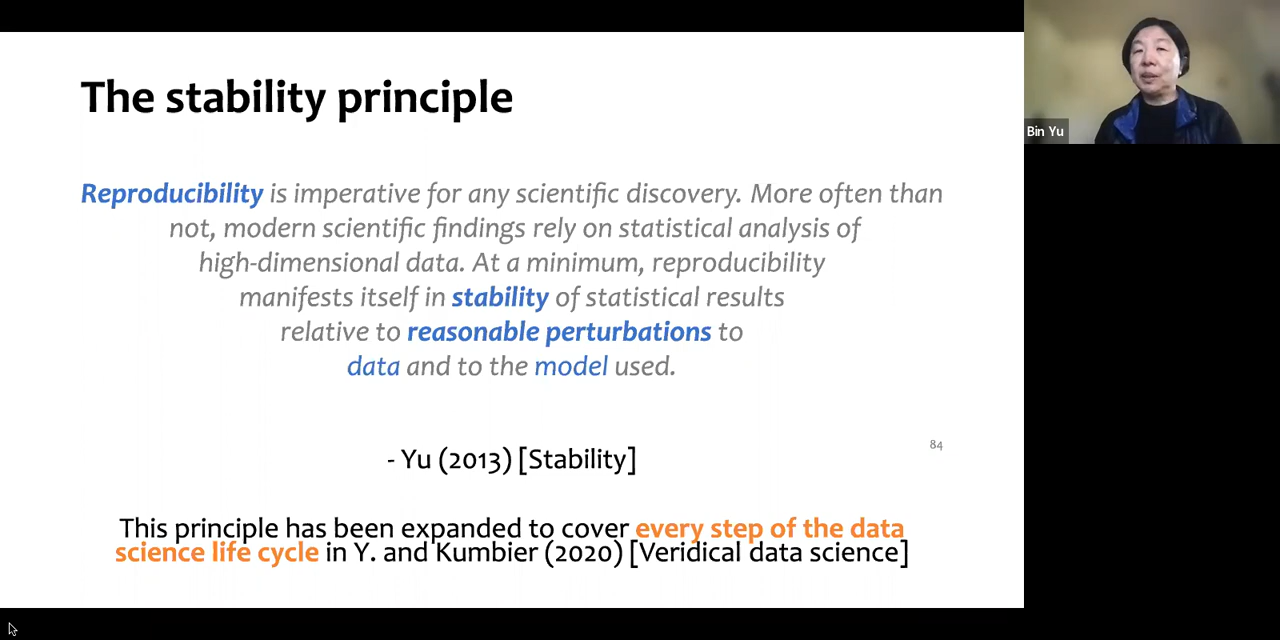 The stability principle
Reproducibility is imperative for any scientific discovery. More often than
not, modern scientific findings rely on statistical analysis of
high-dimensional data. At a minimum, reproducibility
manifests itself in stability of statistical results
relative to reasonable perturbations to
data and to the model used.
84
- Yu (2013) [Stability]
This principle has been expanded to cover every step of the data
science life cycle in Y. and Kumbier (2020) [Veridical data science]
Bin Yu